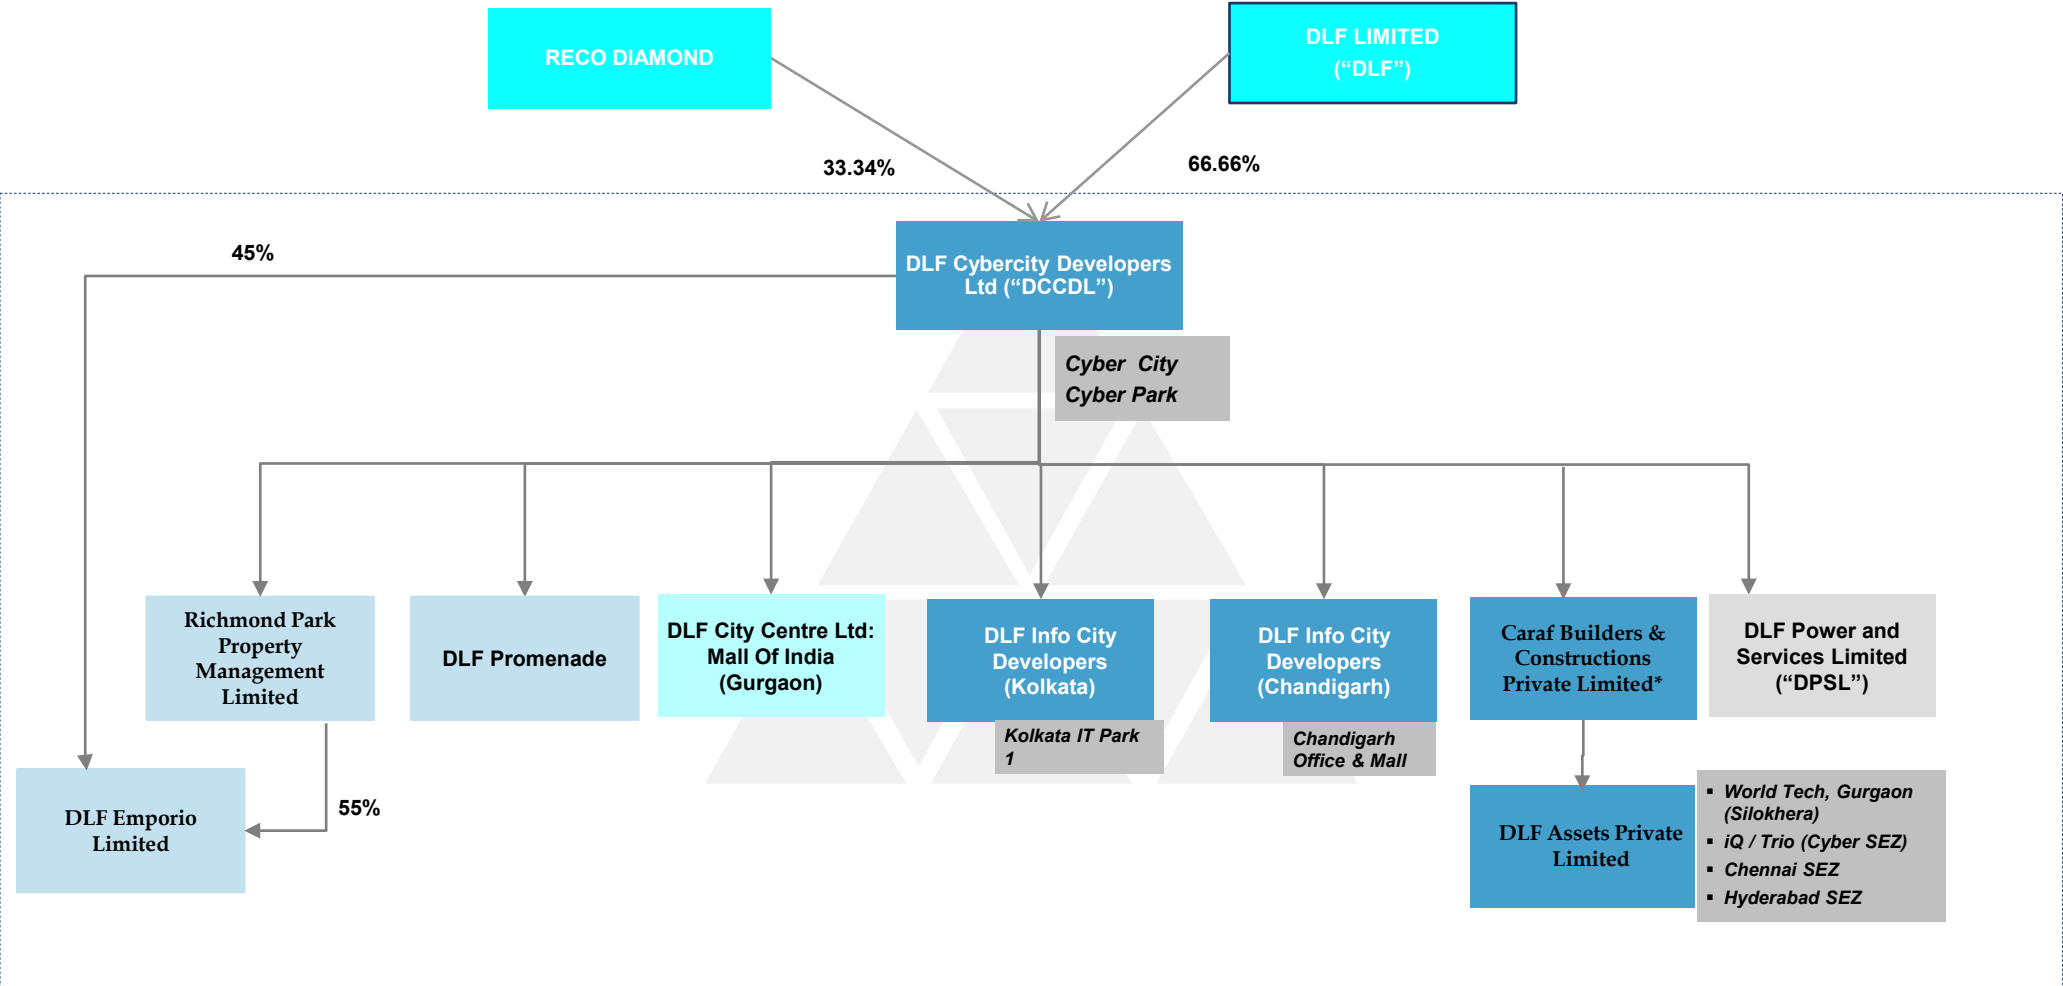 RECO DIAMOND
DLF LIMITED
(“DLF”)
33.34%
66.66%
45%
DLF Cybercity Developers
Ltd (“DCCDL”)
Cyber City
Cyber Park
Richmond Park
Property
Management
Limited
DLF Promenade
DLF City Centre Ltd:
Mall Of India
(Gurgaon)
DLF Info City
Developers
(Kolkata)
Kolkata IT Park
1
DLF Info City
Developers
(Chandigarh)
Chandigarh
Office & Mall
Caraf Builders &
Constructions
Private Limited*
DLF Power and
Services Limited
(“DPSL”)
DLF Emporio
Limited
55%
DLF Assets Private
Limited
▪ World Tech, Gurgaon
(Silokhera)
▪ iQ / Trio (Cyber SEZ)
▪ Chennai SEZ
▪ Hyderabad SEZ